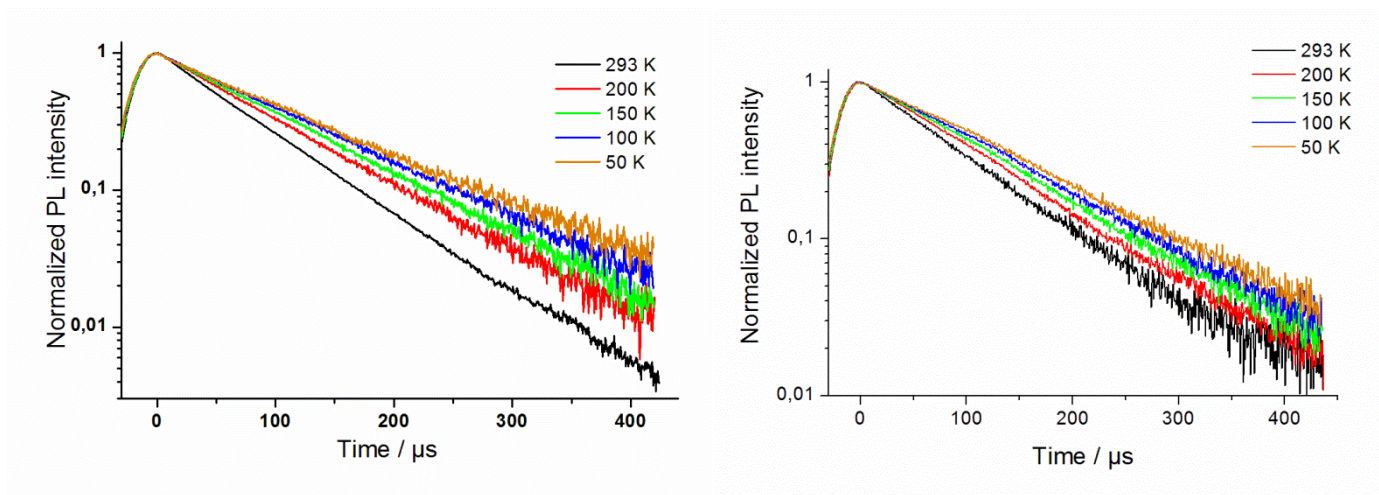 Normalized PL intensity
1
0,1
0,01
0
100
200
300
400
Time / µs
293 K
200 K
150 K
100 K
50 K
Normalized PL intensity
1
0,1
0,01
0
100
200
300
400
Time / µs
293 K
200 K
150 K
100 K
50 K